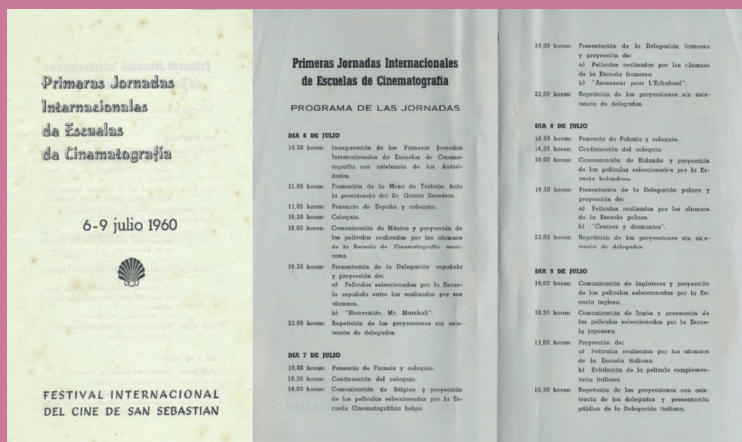 Primeras Jornadas
Internacionales
de Escuelas
de Cinematografía
6-9 julio 1960
FESTIVAL INTERNACIONAL
DEL CINE DE SAN SEBASTIAN
Primeras Jornadas Internacionales
de Escuelas de Cinematografía
PROGRAMA DE LAS JORNADAS
DIA 6 DE JULIO
10,30 horas: Inauguración de las Primeras Jornadas
Internacionales de Escuelas de Cinema-
tografía con asistencia de las Autori-
dades.
11,00 horas: Formación de la Mesa de Trabajo, bajo
la presidencia del Sr. García Escudero.
11,05 horas: Ponencia de España y coloquio.
16,30 horas: Coloquio.
18,00 horas: Comunicación de México y proyección de
las películas realizadas por los alumnos
de la Escuela de Cinematografía mexi-
cana.
19,30 horas: Presentación de la Delegación española
y proyección de:
a) Películas seleccionadas por la Escue-
la española entre las realizadas por sus
alumnos.
b) "Bienvenido, Mr. Marshall".
23,00 horas: Repetición de las proyecciones sin asis-
tencia de delegados.
DIA 7 DE JULIO
10,00 horas: Ponencia de Francia y coloquio.
16,30 horas: Continuación del coloquio.
18,00 horas: Comunicación de Bélgica y proyección
de las películas seleccionadas por la Es-
cuela Cinematográfica belga.
19,30 horas: Presentación de la Delegación francesa
y proyección de:
a) Películas realizadas por los alumnos
de la Escuela francesa.
b) "Ascenseur pour L'Echafaud".
23,00 horas: Repetición de las proyecciones sin asis-
tencia de delegados.
DIA 8 DE JULIO
10,00 horas: Ponencia de Polonia y coloquio.
16,30 horas: Continuación del coloquio.
18,00 horas: Comunicación de Holanda y proyección
de las películas seleccionadas por la Es-
cuela holandesa.
19,30 horas: Presentación de la Delegación polaca y
proyección de:
a) Películas realizadas por los alumnos
de la Escuela polaca.
b) "Cenizas y diamantes".
23,00 horas: Repetición de las proyecciones sin asis-
tencia de delegados.
DIA 9 DE JULIO
10,00 horas: Comunicación de Inglaterra y proyección
de las películas seleccionadas por la Es-
cuela inglesa.
10,30 horas: Comunicación de Japón y proyección de
las películas seleccionadas por la Escue-
la japonesa.
11,00 horas: Proyección de:
a) Películas realizadas por los alumnos
de la Escuela italiana.
b) Exhibición de la película complemen-
taria italiana.
19,30 horas: Repetición de las proyecciones con asis-
tencia de los delegados y presentación
pública de la Delegación italiana.